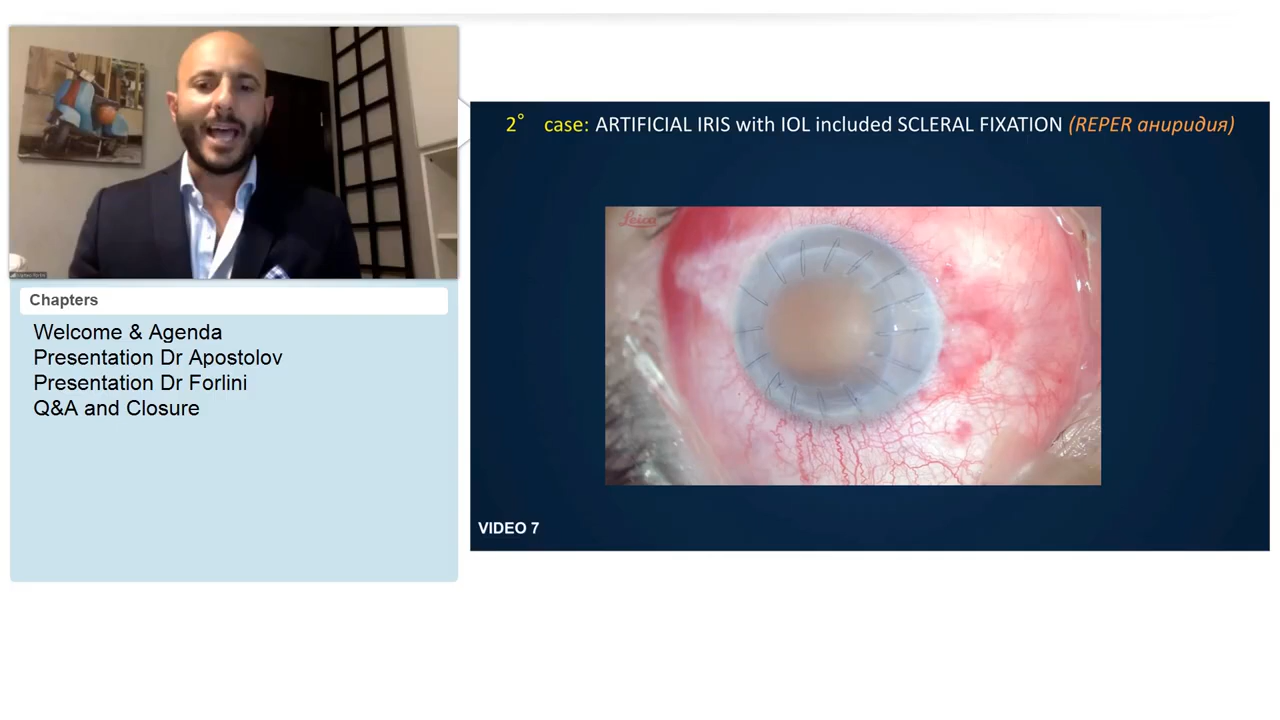 Chapters
Welcome & Agenda
Presentation Dr Apostolov
Presentation Dr Forlini
Q&A and Closure
2° case: ARTIFICIAL IRIS with IOL included SCLERAL FIXATION (REPER аниридия)
Leica
VIDEO 7